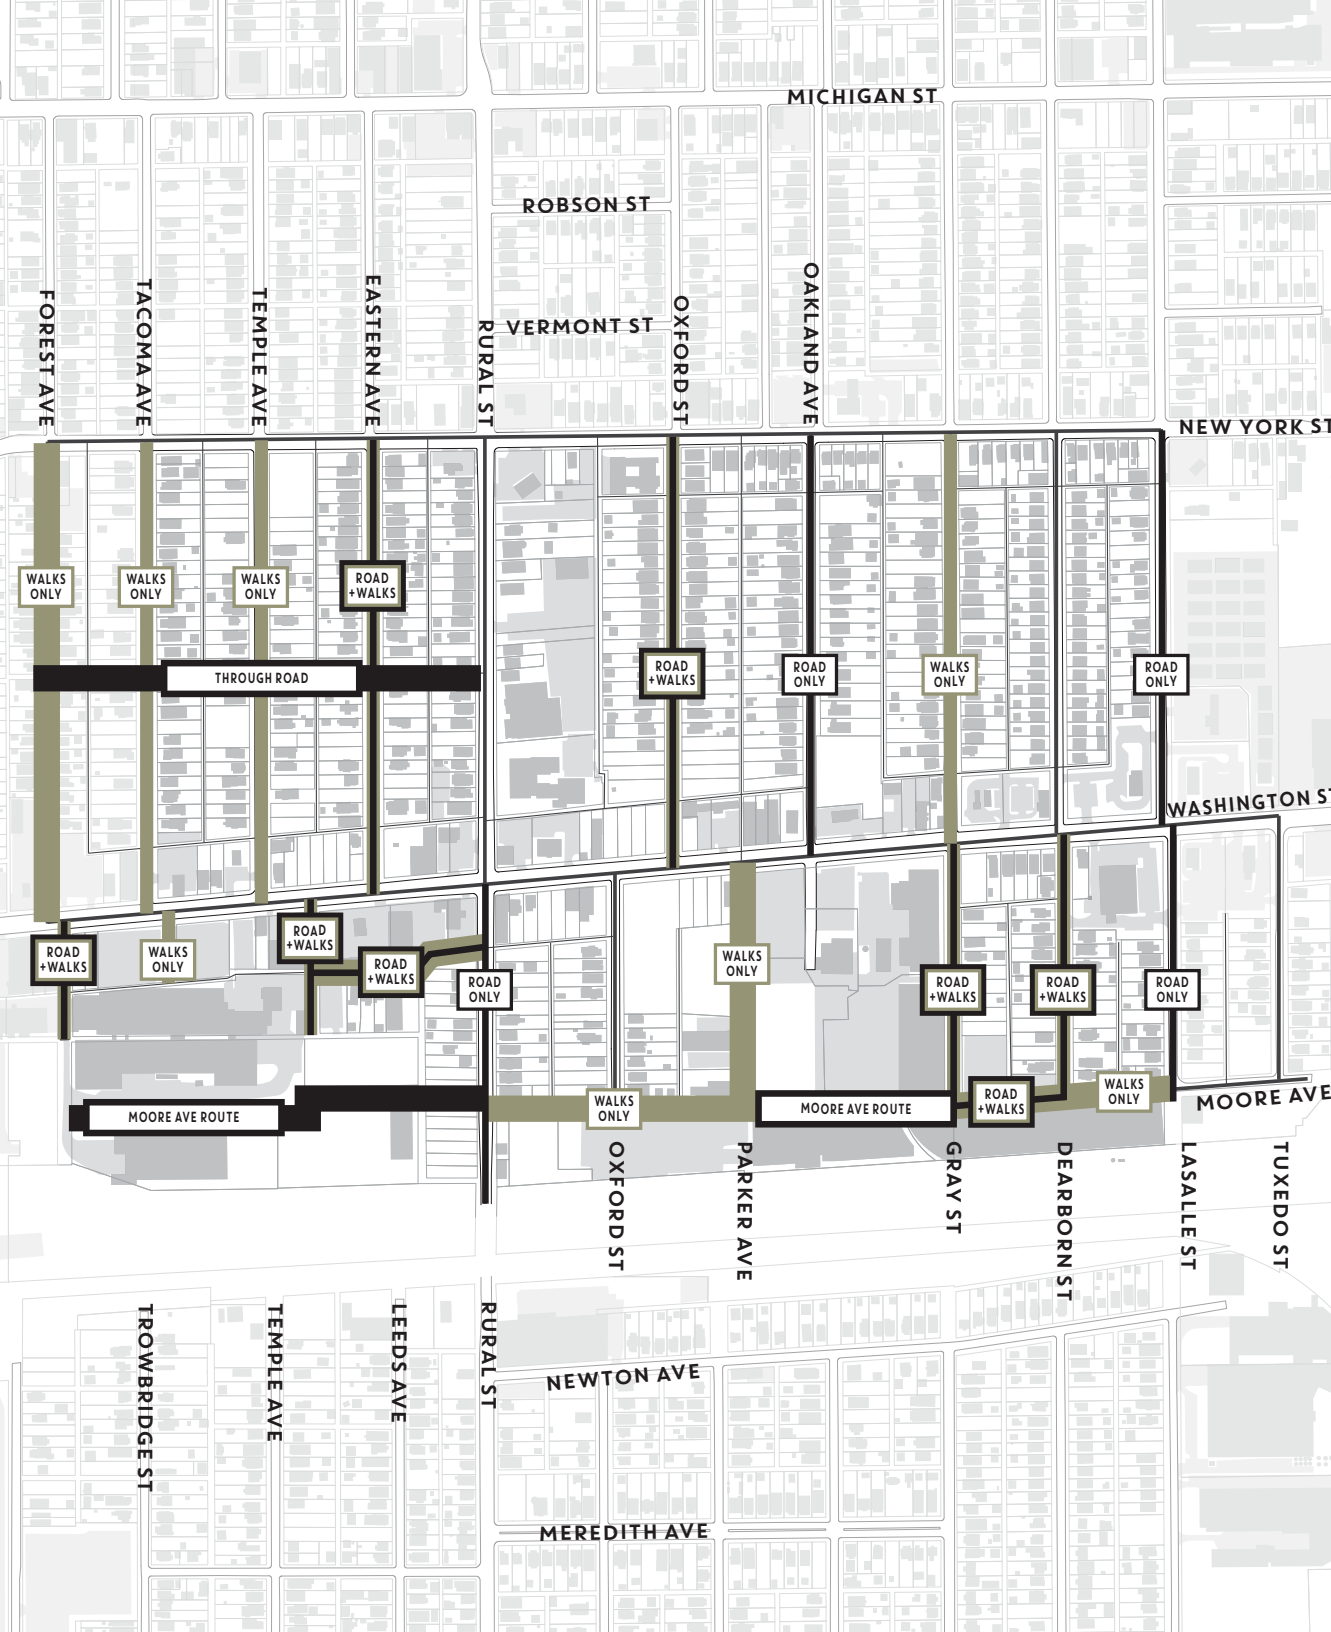 MICHIGAN ST
ROBSON ST
VERMONT ST
FOREST AVE
TACOMA AVE
TEMPLE AVE
EASTERN AVE
RURAL ST
OXFORD ST
OAKLAND AVE
NEW YORK ST
WALKS
ONLY
WALKS
ONLY
WALKS
ONLY
ROAD
+WALKS
THROUGH ROAD
ROAD
+WALKS
ROAD
ONLY
WALKS
ONLY
ROAD
ONLY
WASHINGTON ST
ROAD
+WALKS
WALKS
ONLY
ROAD
+WALKS
ROAD
+WALKS
ROAD
ONLY
WALKS
ONLY
ROAD
+WALKS
ROAD
+WALKS
ROAD
ONLY
MOORE AVE ROUTE
WALKS
ONLY
MOORE AVE ROUTE
ROAD
+WALKS
WALKS
ONLY
MOORE AVE
OXFORD ST
PARKER AVE
GRAY ST
DEARBORN ST
LASALLE ST
TUXEDO ST
TROWBRIDGE ST
TEMPLE AVE
LEEDS AVE
RURAL ST
NEWTON AVE
MEREDITH AVE